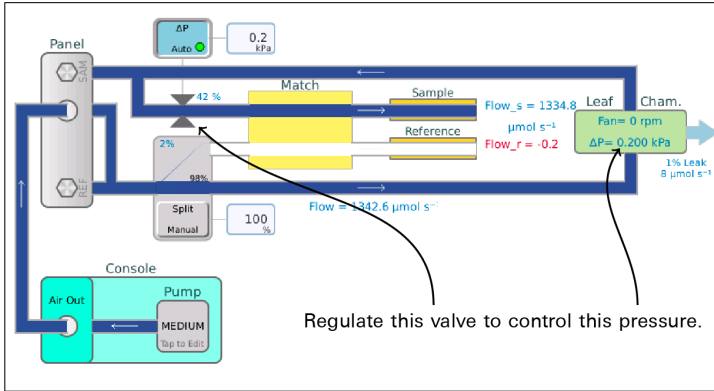 ΔP
Auto
0.2
kPa
Panel
SAM
42 %
Match
Sample
Flow_s = 1334.8
µmol s⁻¹
Leaf Cham.
Fan= 0 rpm
ΔP= 0.200 kPa
Reference
Flow_r = -0.2
1% Leak
8 µmol s⁻¹
2%
98%
REF
Split
Manual
100
%
Flow = 1342.6 µmol s⁻¹
Console
Air Out
Pump
MEDIUM
Tap to Edit
Regulate this valve to control this pressure.